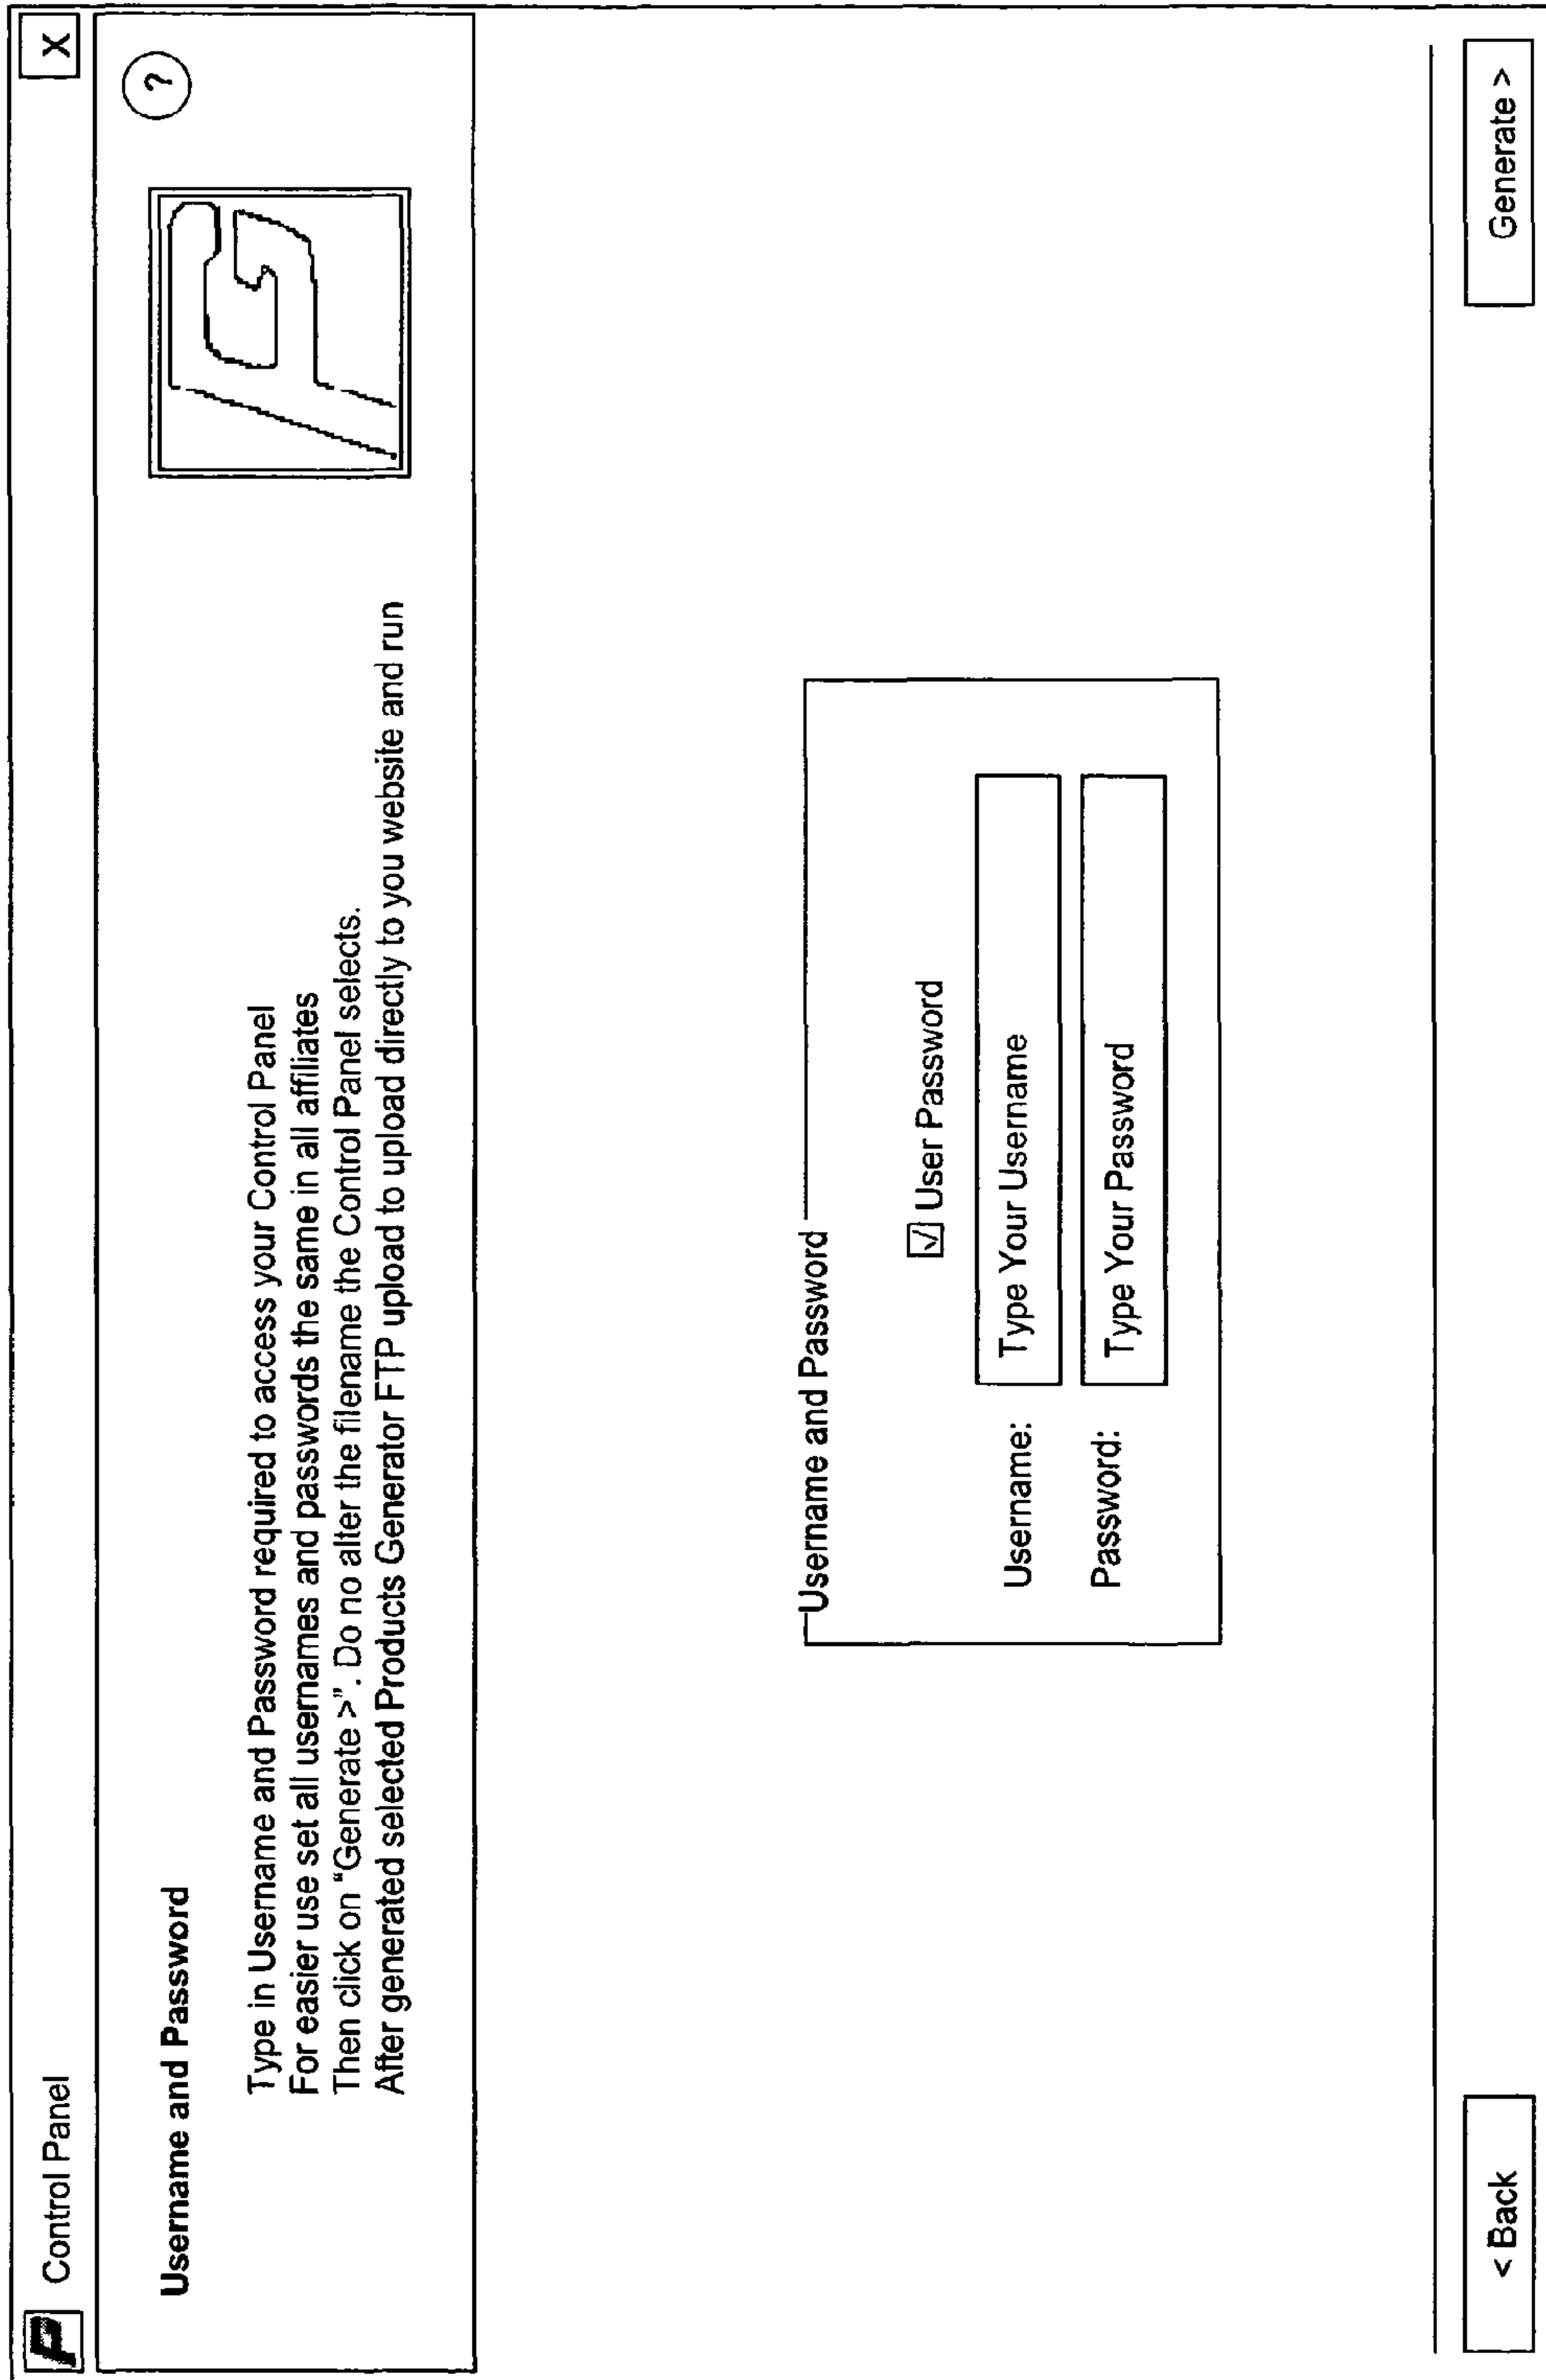 Control Panel
X
Username and Password
?
Type in Username and Password required to access your Control Panel
For easier use set all usernames and passwords the same in all affiliates
Then click on “Generate >”. Do no alter the filename the Control Panel selects.
After generated selected Products Generator FTP upload to upload directly to you website and run
Username and Password
User Password
Username: Type Your Username
Password: Type Your Password
< Back
Generate >